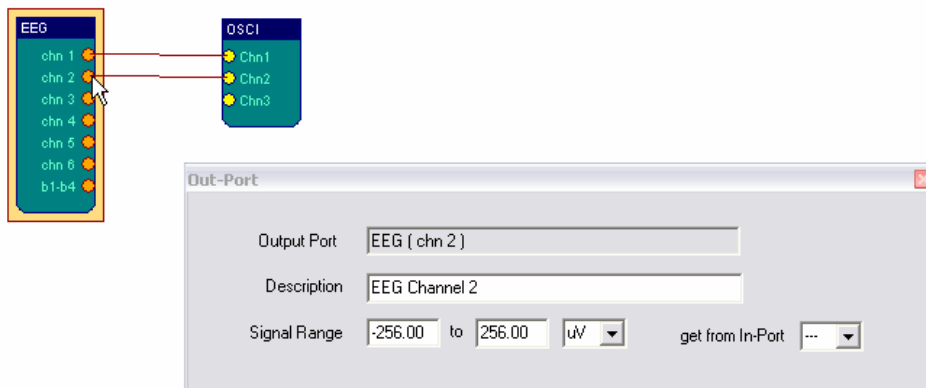 EEG
chn 1
chn 2
chn 3
chn 4
chn 5
chn 6
b1-b4
OSCI
Chn1
Chn2
Chn3
Out-Port
Output Port EEG ( chn 2 )
Description EEG Channel 2
Signal Range -256.00 to 256.00 uV get from In-Port ---